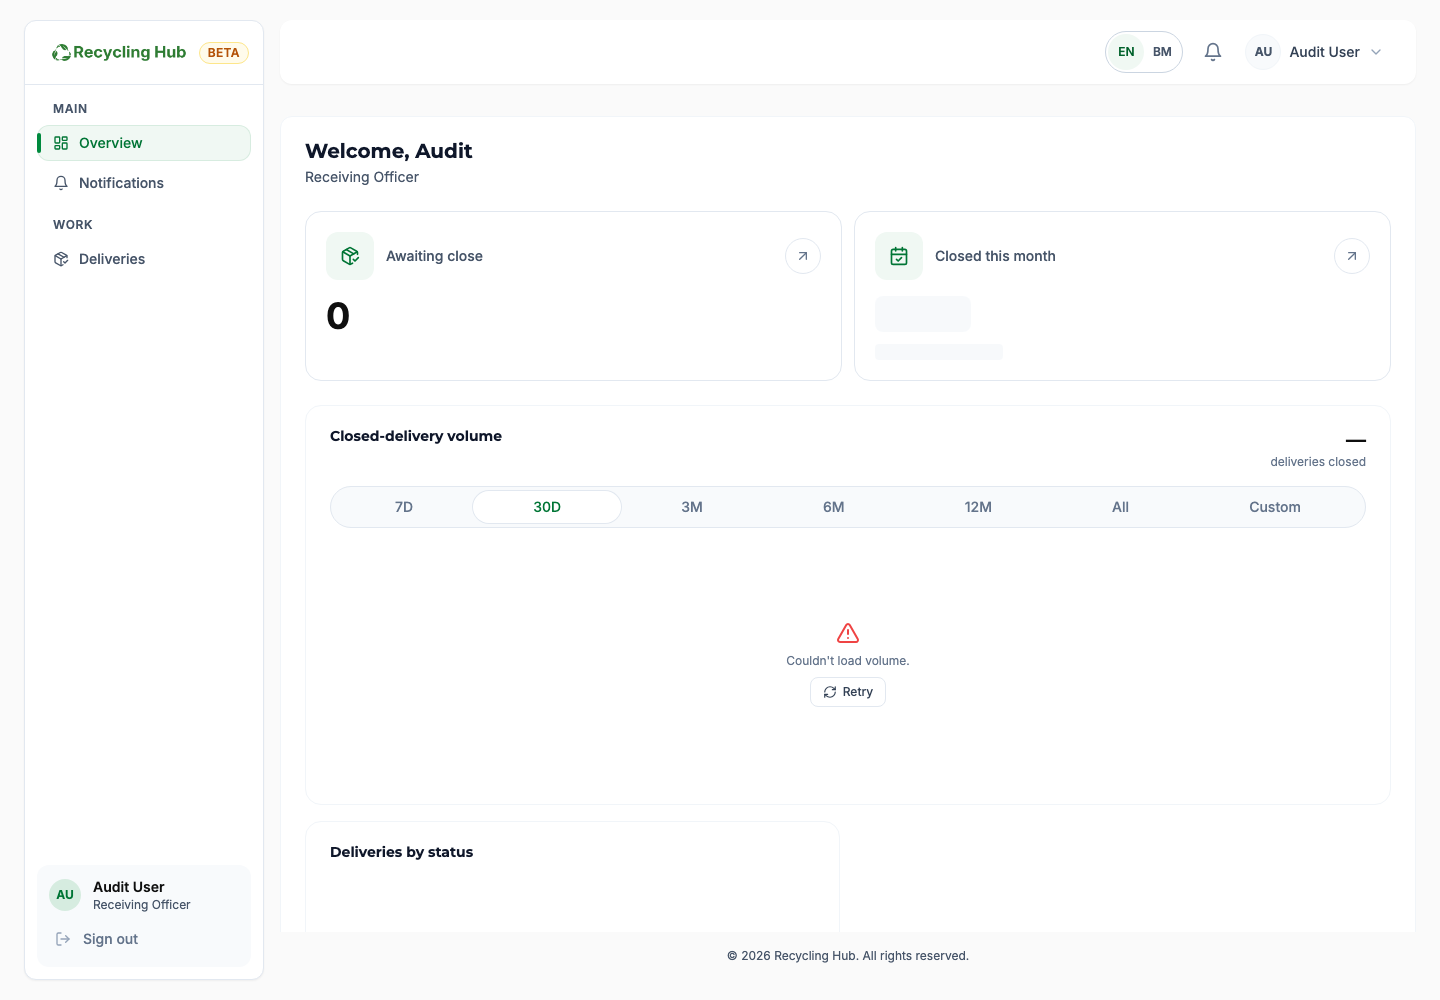 Recycling Hub BETA
MAIN
Overview
Notifications
WORK
Deliveries
AU Audit User
Receiving Officer
Sign out
EN BM AU Audit User
Welcome, Audit
Receiving Officer
Awaiting close
0
Closed this month
Closed-delivery volume
—
deliveries closed
7D 30D 3M 6M 12M All Custom
Couldn't load volume.
Retry
Deliveries by status
© 2026 Recycling Hub. All rights reserved.